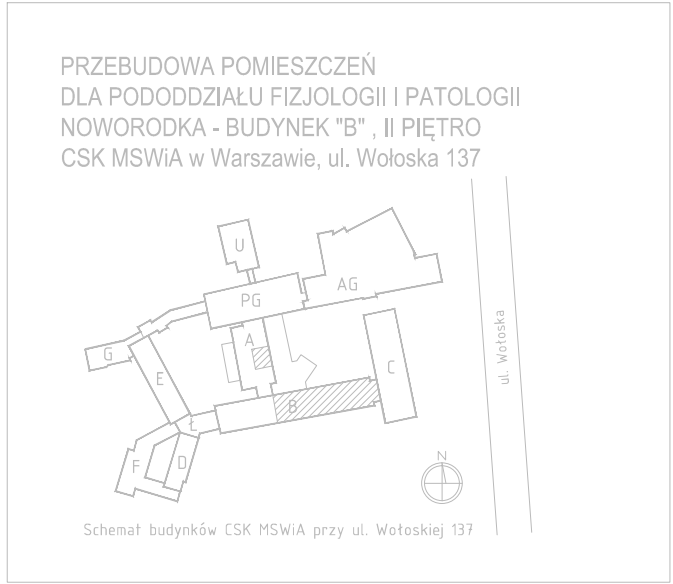 PRZEBUDOWA POMIESZCZEŃ
DLA PODODDZIAŁU FIZJOLOGII I PATOLOGII
NOWORODKA - BUDYNEK "B" , II PIĘTRO
CSK MSWiA w Warszawie, ul. Wołoska 137
U
AG
PG
A
G
E
C
B
Ł
F
D
ul. Wołoska
N
Schemat budynków CSK MSWiA przy ul. Wołoskiej 137